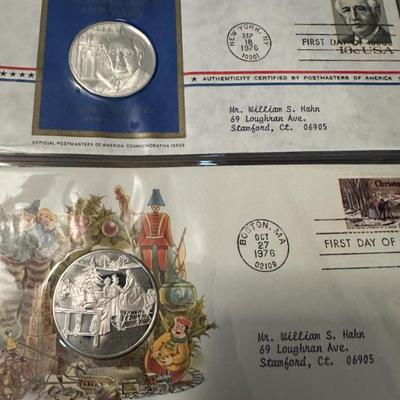 NEW YORK, NY
SEP
18
1976
10001
FIRST DAY OF ISSUE
USA
AUTHENTICITY CERTIFIED BY POSTMASTERS OF AMERICA
Mr. William S. Hahn
69 Loughran Ave.
Stamford, Ct. 06905
OFFICIAL POSTMASTERS OF AMERICA COMMEMORATIVE ISSUE
BOSTON, MA
OCT
27
1976
02109
Christm
FIRST DAY OF
Mr. William S. Hahn
69 Loughran Ave.
Stamford, Ct. 06905